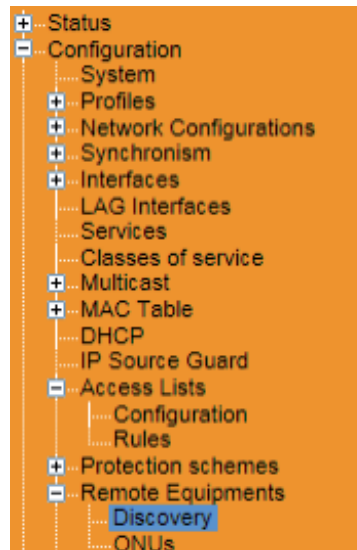 Status
Configuration
System
Profiles
Network Configurations
Synchronism
Interfaces
LAG Interfaces
Services
Classes of service
Multicast
MAC Table
DHCP
IP Source Guard
Access Lists
Configuration
Rules
Protection schemes
Remote Equipments
Discovery
ONUs